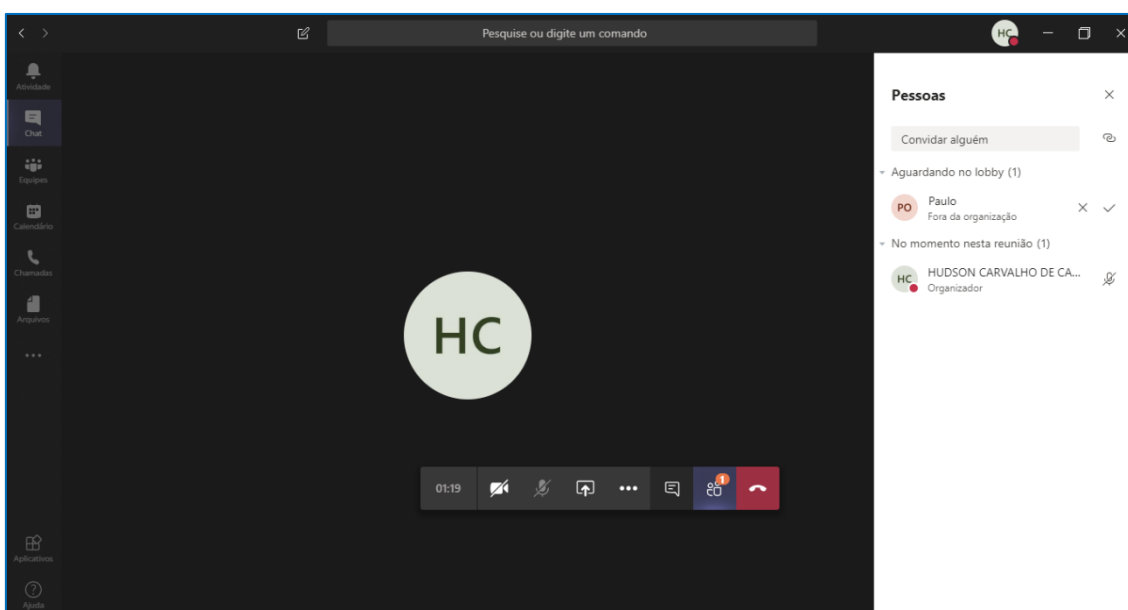 Pesquise ou digite um comando
HC
Atividade
Chat
Equipes
Calendário
Chamadas
Arquivos
Aplicativos
Ajuda
HC
01:19
1
Pessoas
Convidar alguém
Aguardando no lobby (1)
PO
Paulo
Fora da organização
No momento nesta reunião (1)
HC
HUDSON CARVALHO DE CA...
Organizador